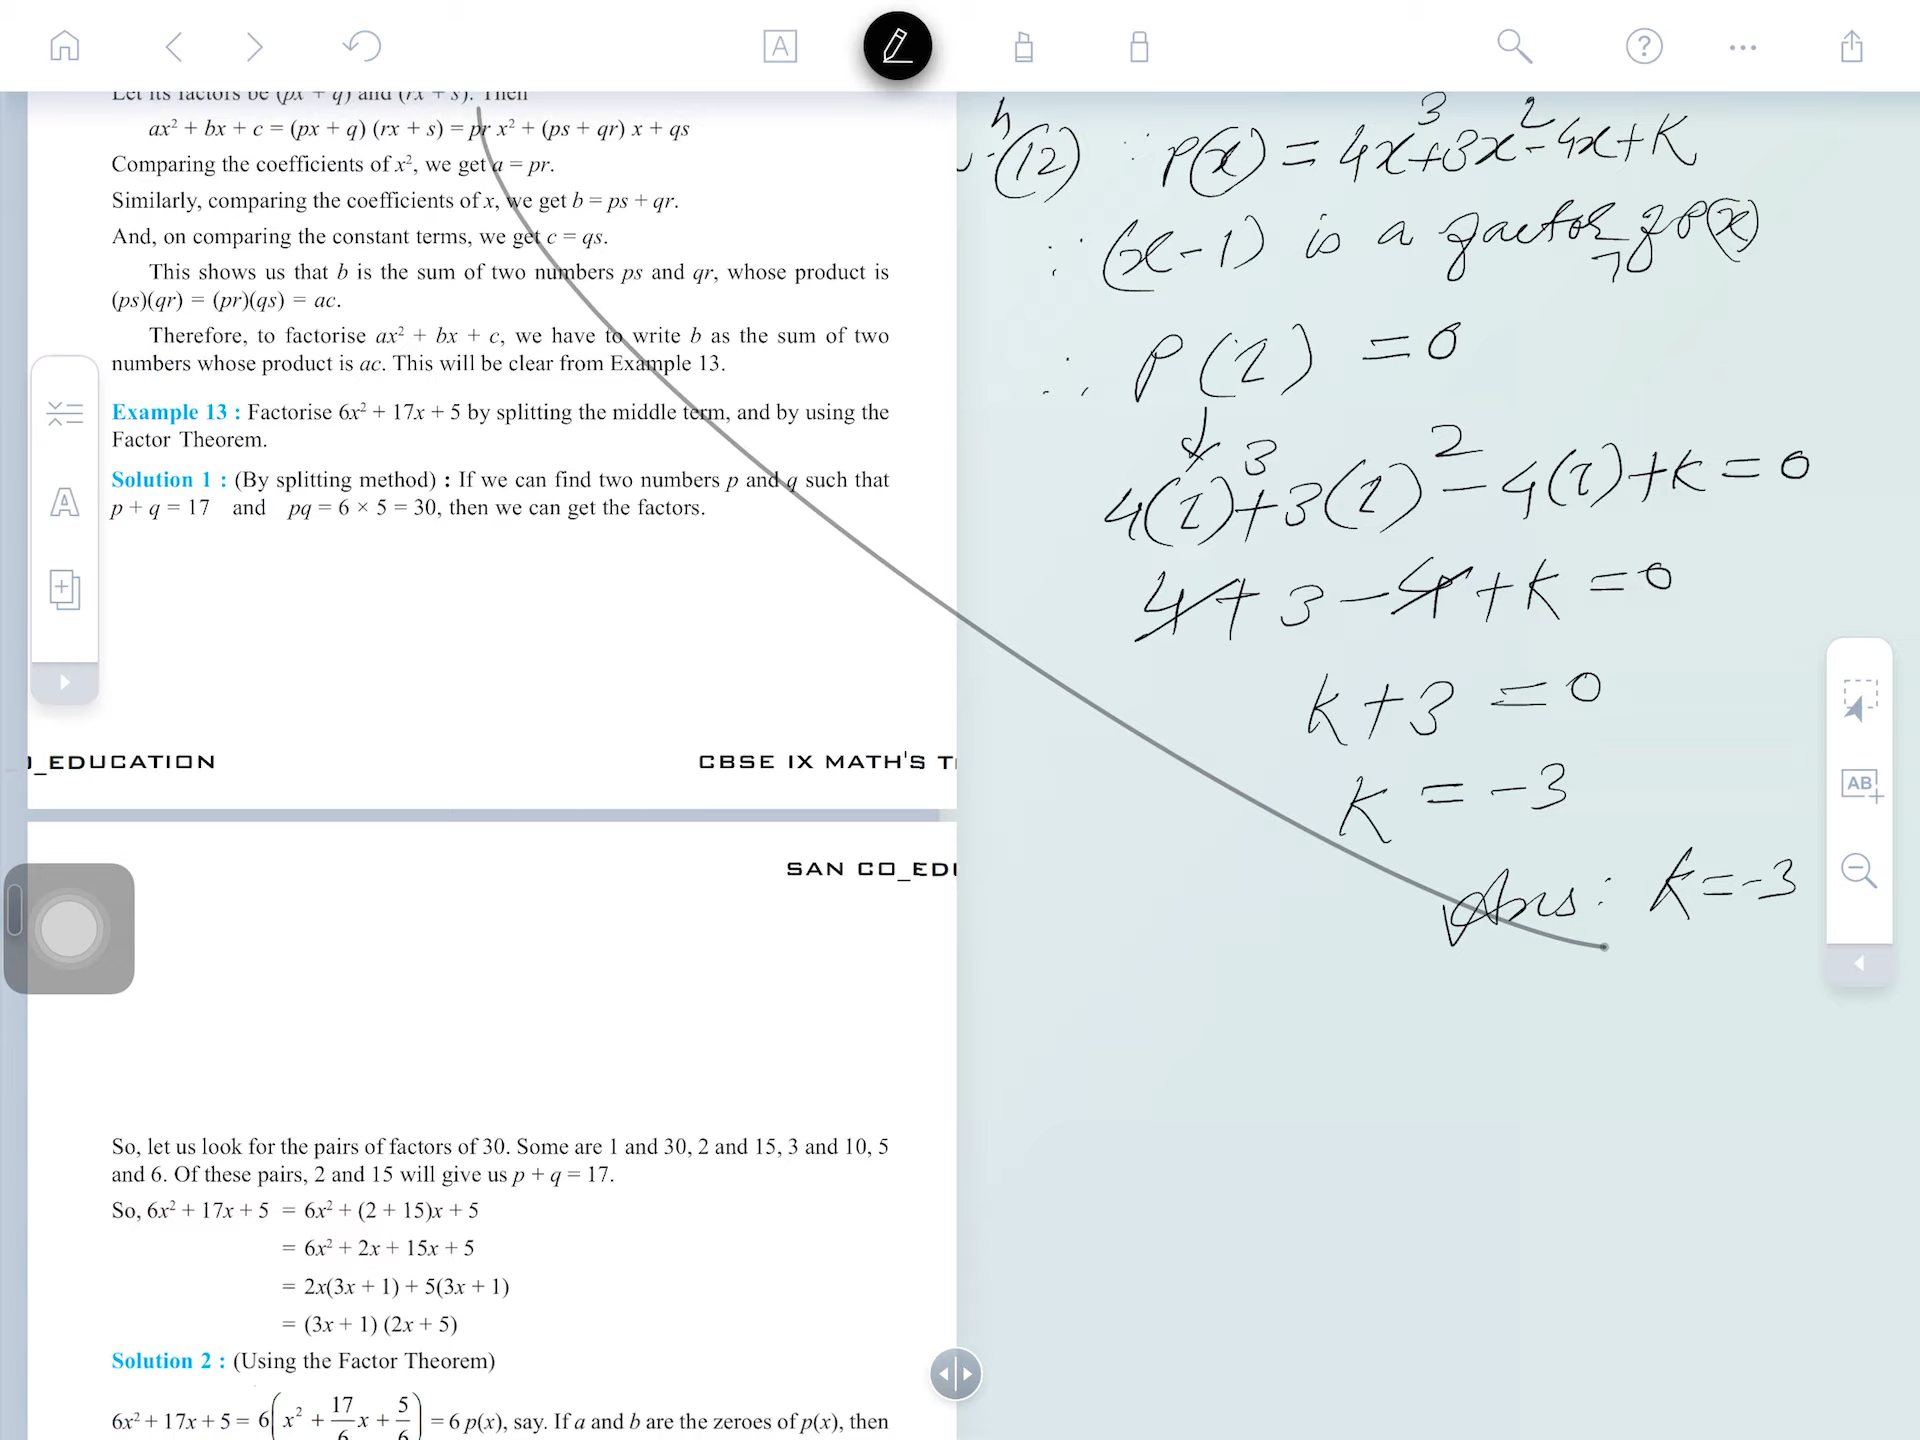 Let its factors be (px + q) and (rx + s). Then
ax² + bx + c = (px + q) (rx + s) = pr x² + (ps + qr) x + qs
Comparing the coefficients of x², we get a = pr.
Similarly, comparing the coefficients of x, we get b = ps + qr.
And, on comparing the constant terms, we get c = qs.
This shows us that b is the sum of two numbers ps and qr, whose product is
(ps)(qr) = (pr)(qs) = ac.
Therefore, to factorise ax² + bx + c, we have to write b as the sum of two
numbers whose product is ac. This will be clear from Example 13.
Example 13 : Factorise 6x² + 17x + 5 by splitting the middle term, and by using the
Factor Theorem.
Solution 1 : (By splitting method) : If we can find two numbers p and q such that
p + q = 17 and pq = 6 × 5 = 30, then we can get the factors.
_EDUCATION
CBSE IX MATH'S
SAN CO_EDU
So, let us look for the pairs of factors of 30. Some are 1 and 30, 2 and 15, 3 and 10, 5
and 6. Of these pairs, 2 and 15 will give us p + q = 17.
So, 6x² + 17x + 5 = 6x² + (2 + 15)x + 5
= 6x² + 2x + 15x + 5
= 2x(3x + 1) + 5(3x + 1)
= (3x + 1) (2x + 5)
Solution 2 : (Using the Factor Theorem)
6x² + 17x + 5 = 6(x² + 17/6 x + 5/6) = 6 p(x), say. If a and b are the zeroes of p(x), then
(12) ∵ P(x) = 4x³+3x²-4x+K
∵ (x-1) is a factor of P(x)
∴ P(1) = 0
4(1)³+3(1)²-4(1)+K=0
4+3-4+K=0
K+3=0
K=-3
Ans: K=-3
A
?
A
AB